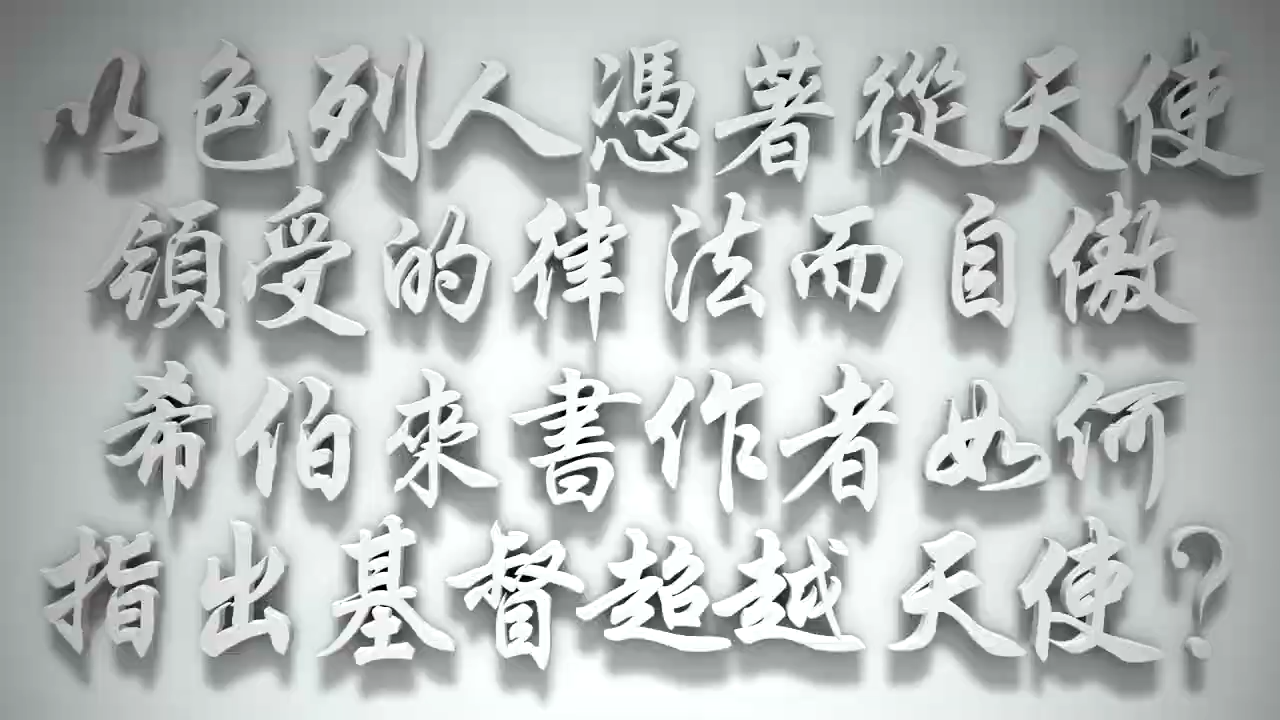 以色列人憑著從天使
領受的律法而自傲
希伯來書作者如何
指出基督超越天使?